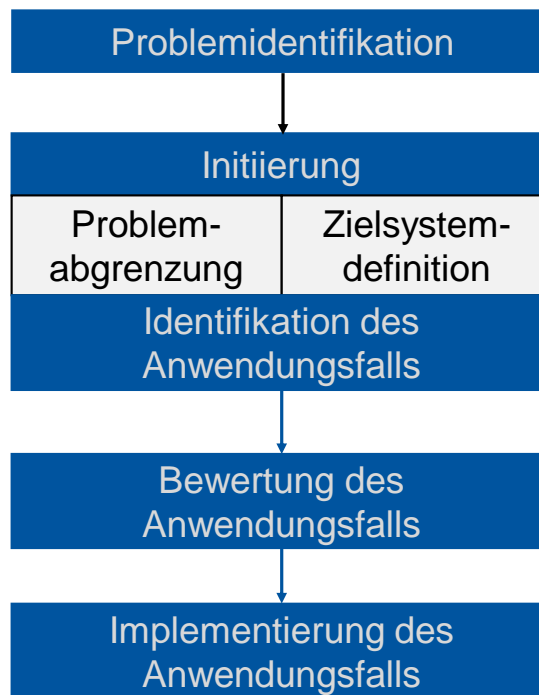 Problemidentifikation
Initiierung
Problem-
abgrenzung
Zielsystem-
definition
Identifikation des
Anwendungsfalls
Bewertung des
Anwendungsfalls
Implementierung des
Anwendungsfalls